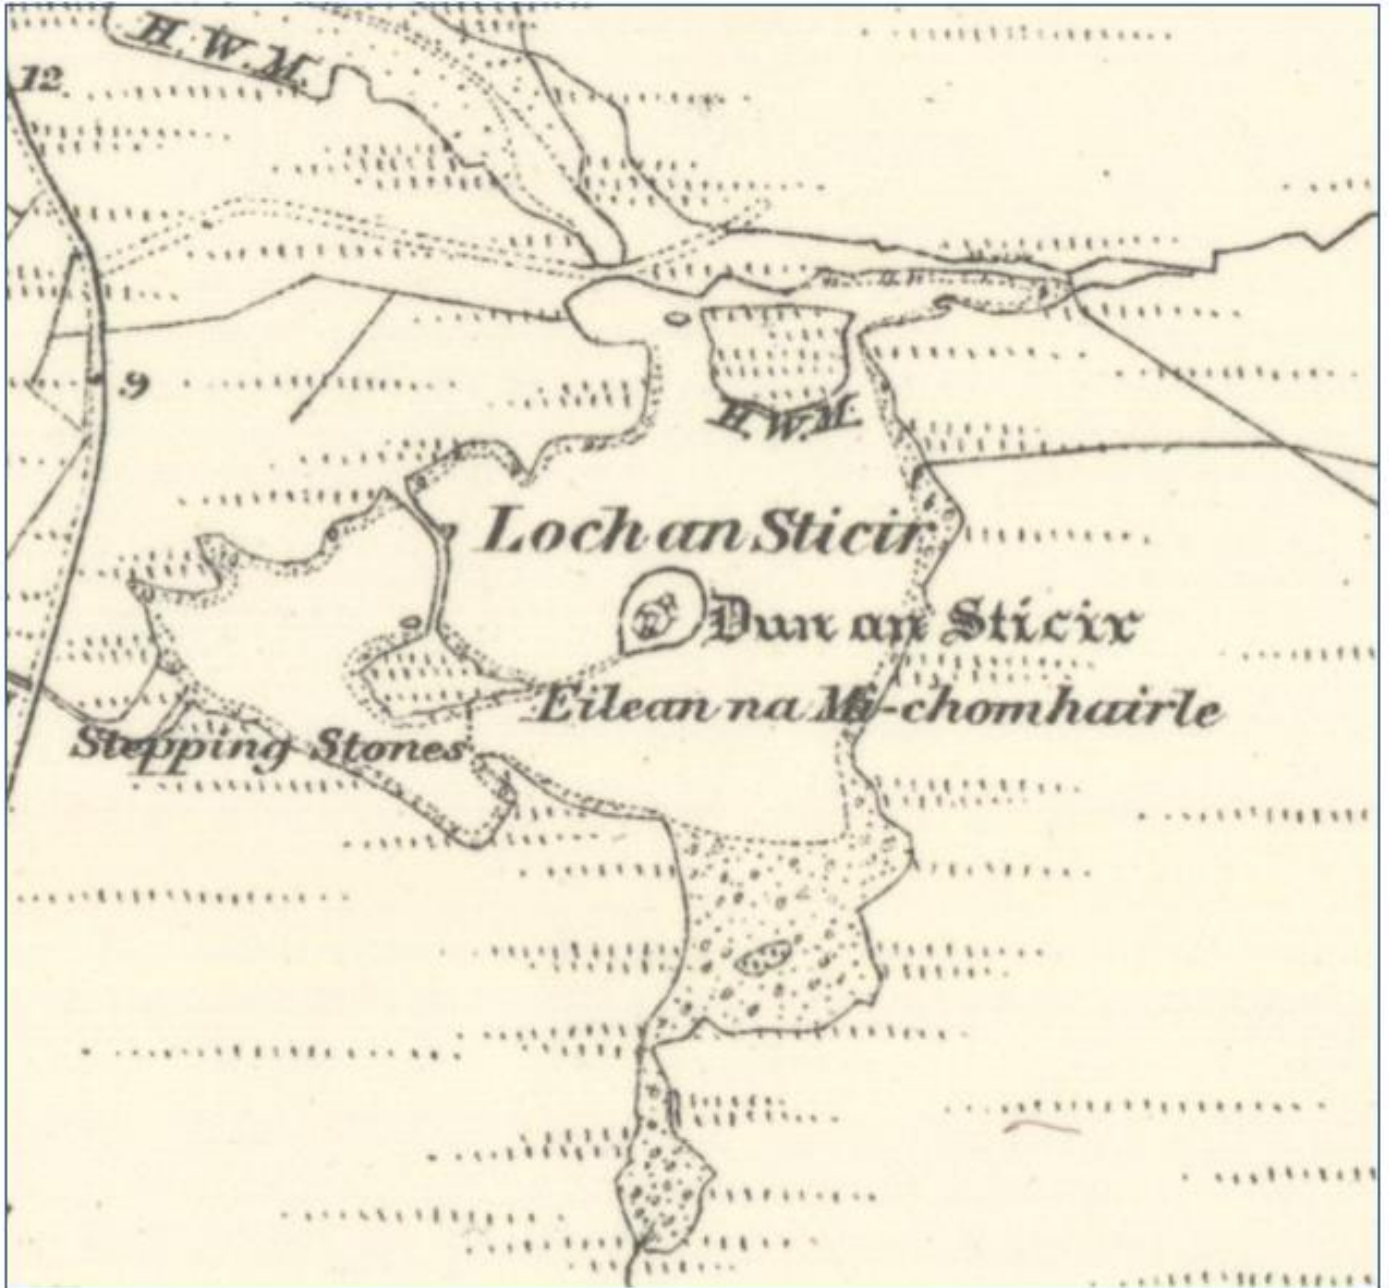 H.W.M.
12
9
H.W.M.
Loch an Sticir
Dun an Sticir
Eilean na Mi-chomhairle
Stepping Stones